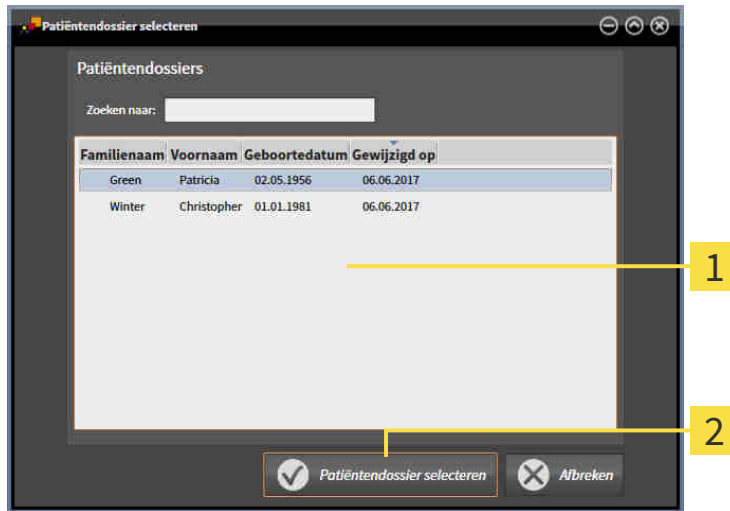 Patiëntendossier selecteren
Patiëntendossiers
Zoeken naar:
Familienaam Voornaam Geboortedatum Gewijzigd op
Green Patricia 02.05.1956 06.06.2017
Winter Christopher 01.01.1981 06.06.2017
1
2
Patiëntendossier selecteren Afbreken